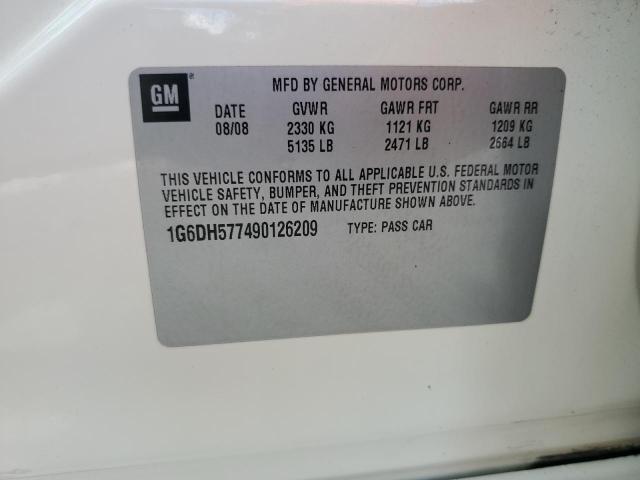 GM ®
MFD BY GENERAL MOTORS CORP.
DATE GVWR GAWR FRT GAWR RR
08/08 2330 KG 1121 KG 1209 KG
5135 LB 2471 LB 2664 LB
THIS VEHICLE CONFORMS TO ALL APPLICABLE U.S. FEDERAL MOTOR
VEHICLE SAFETY, BUMPER, AND THEFT PREVENTION STANDARDS IN
EFFECT ON THE DATE OF MANUFACTURE SHOWN ABOVE.
1G6DH577490126209 TYPE: PASS CAR